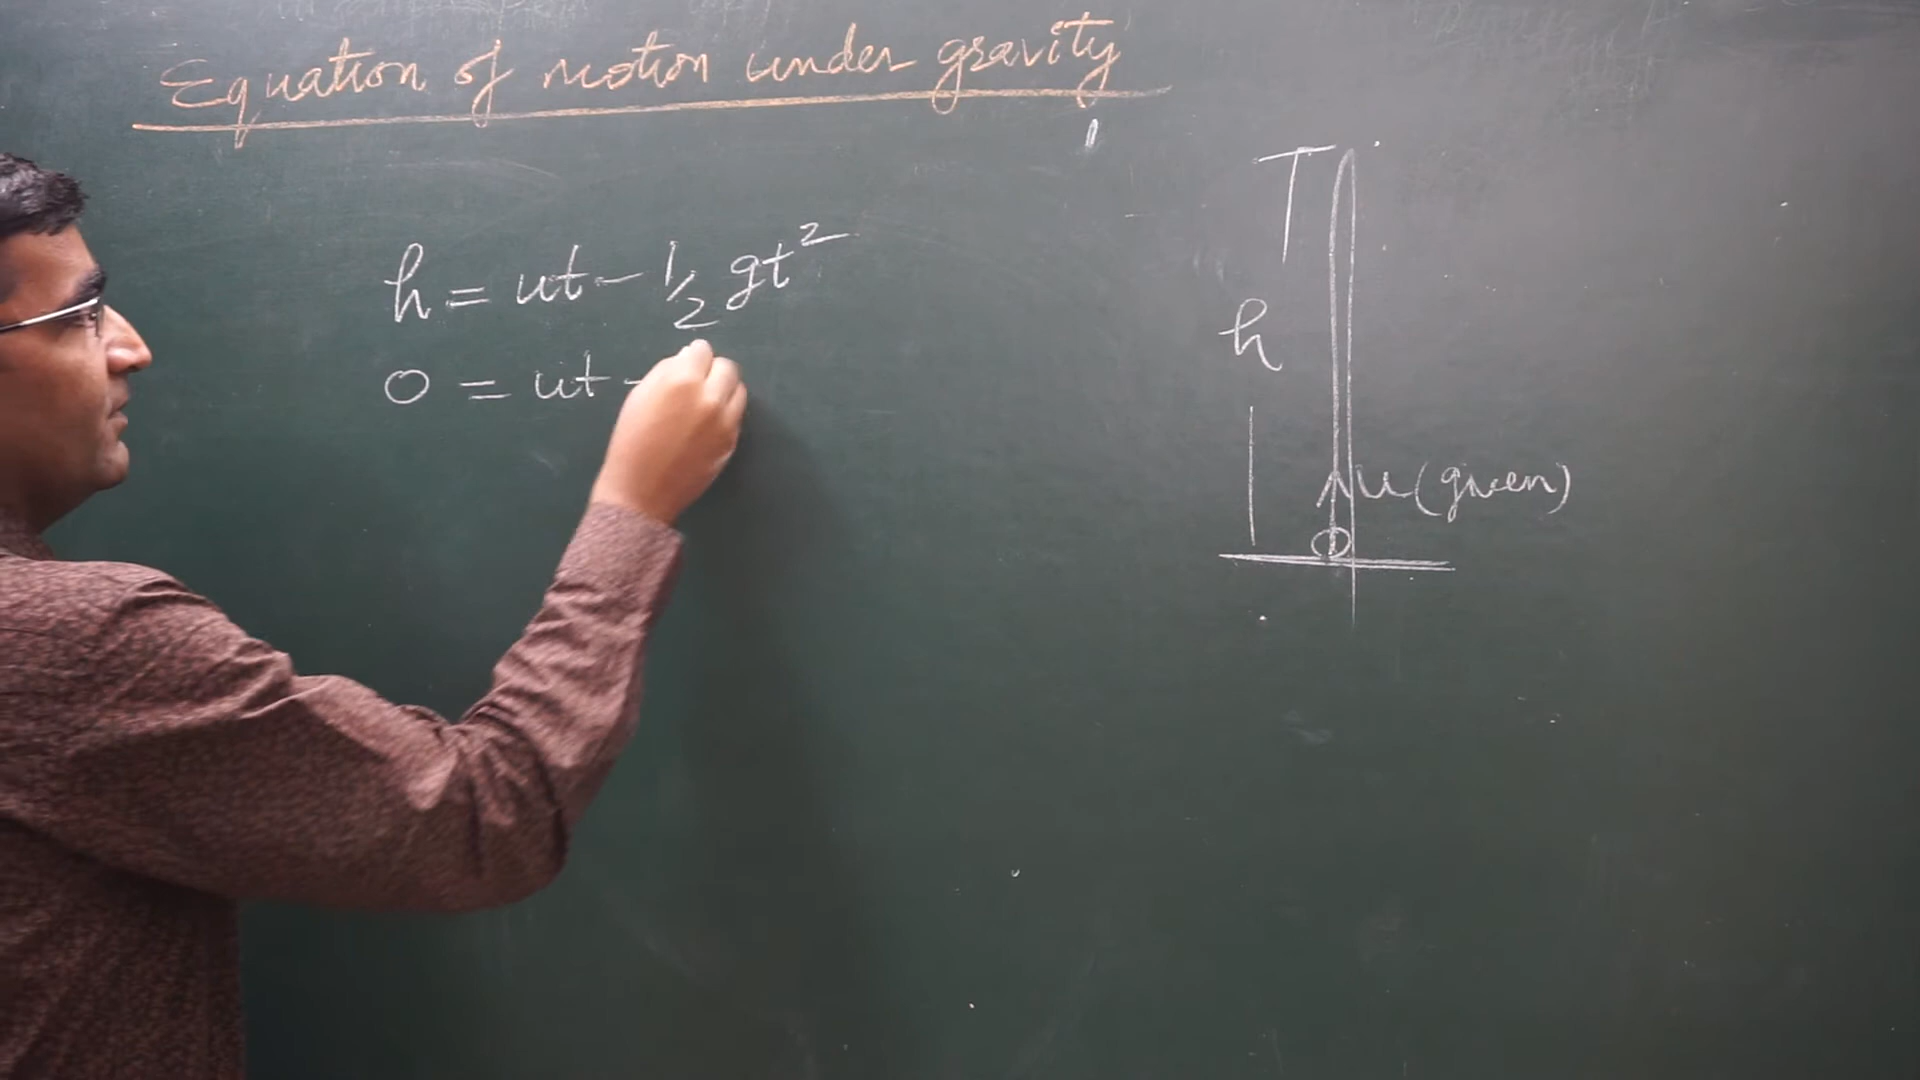 Equation of motion under gravity
h = ut - 1/2 gt²
0 = ut -
h
u (given)